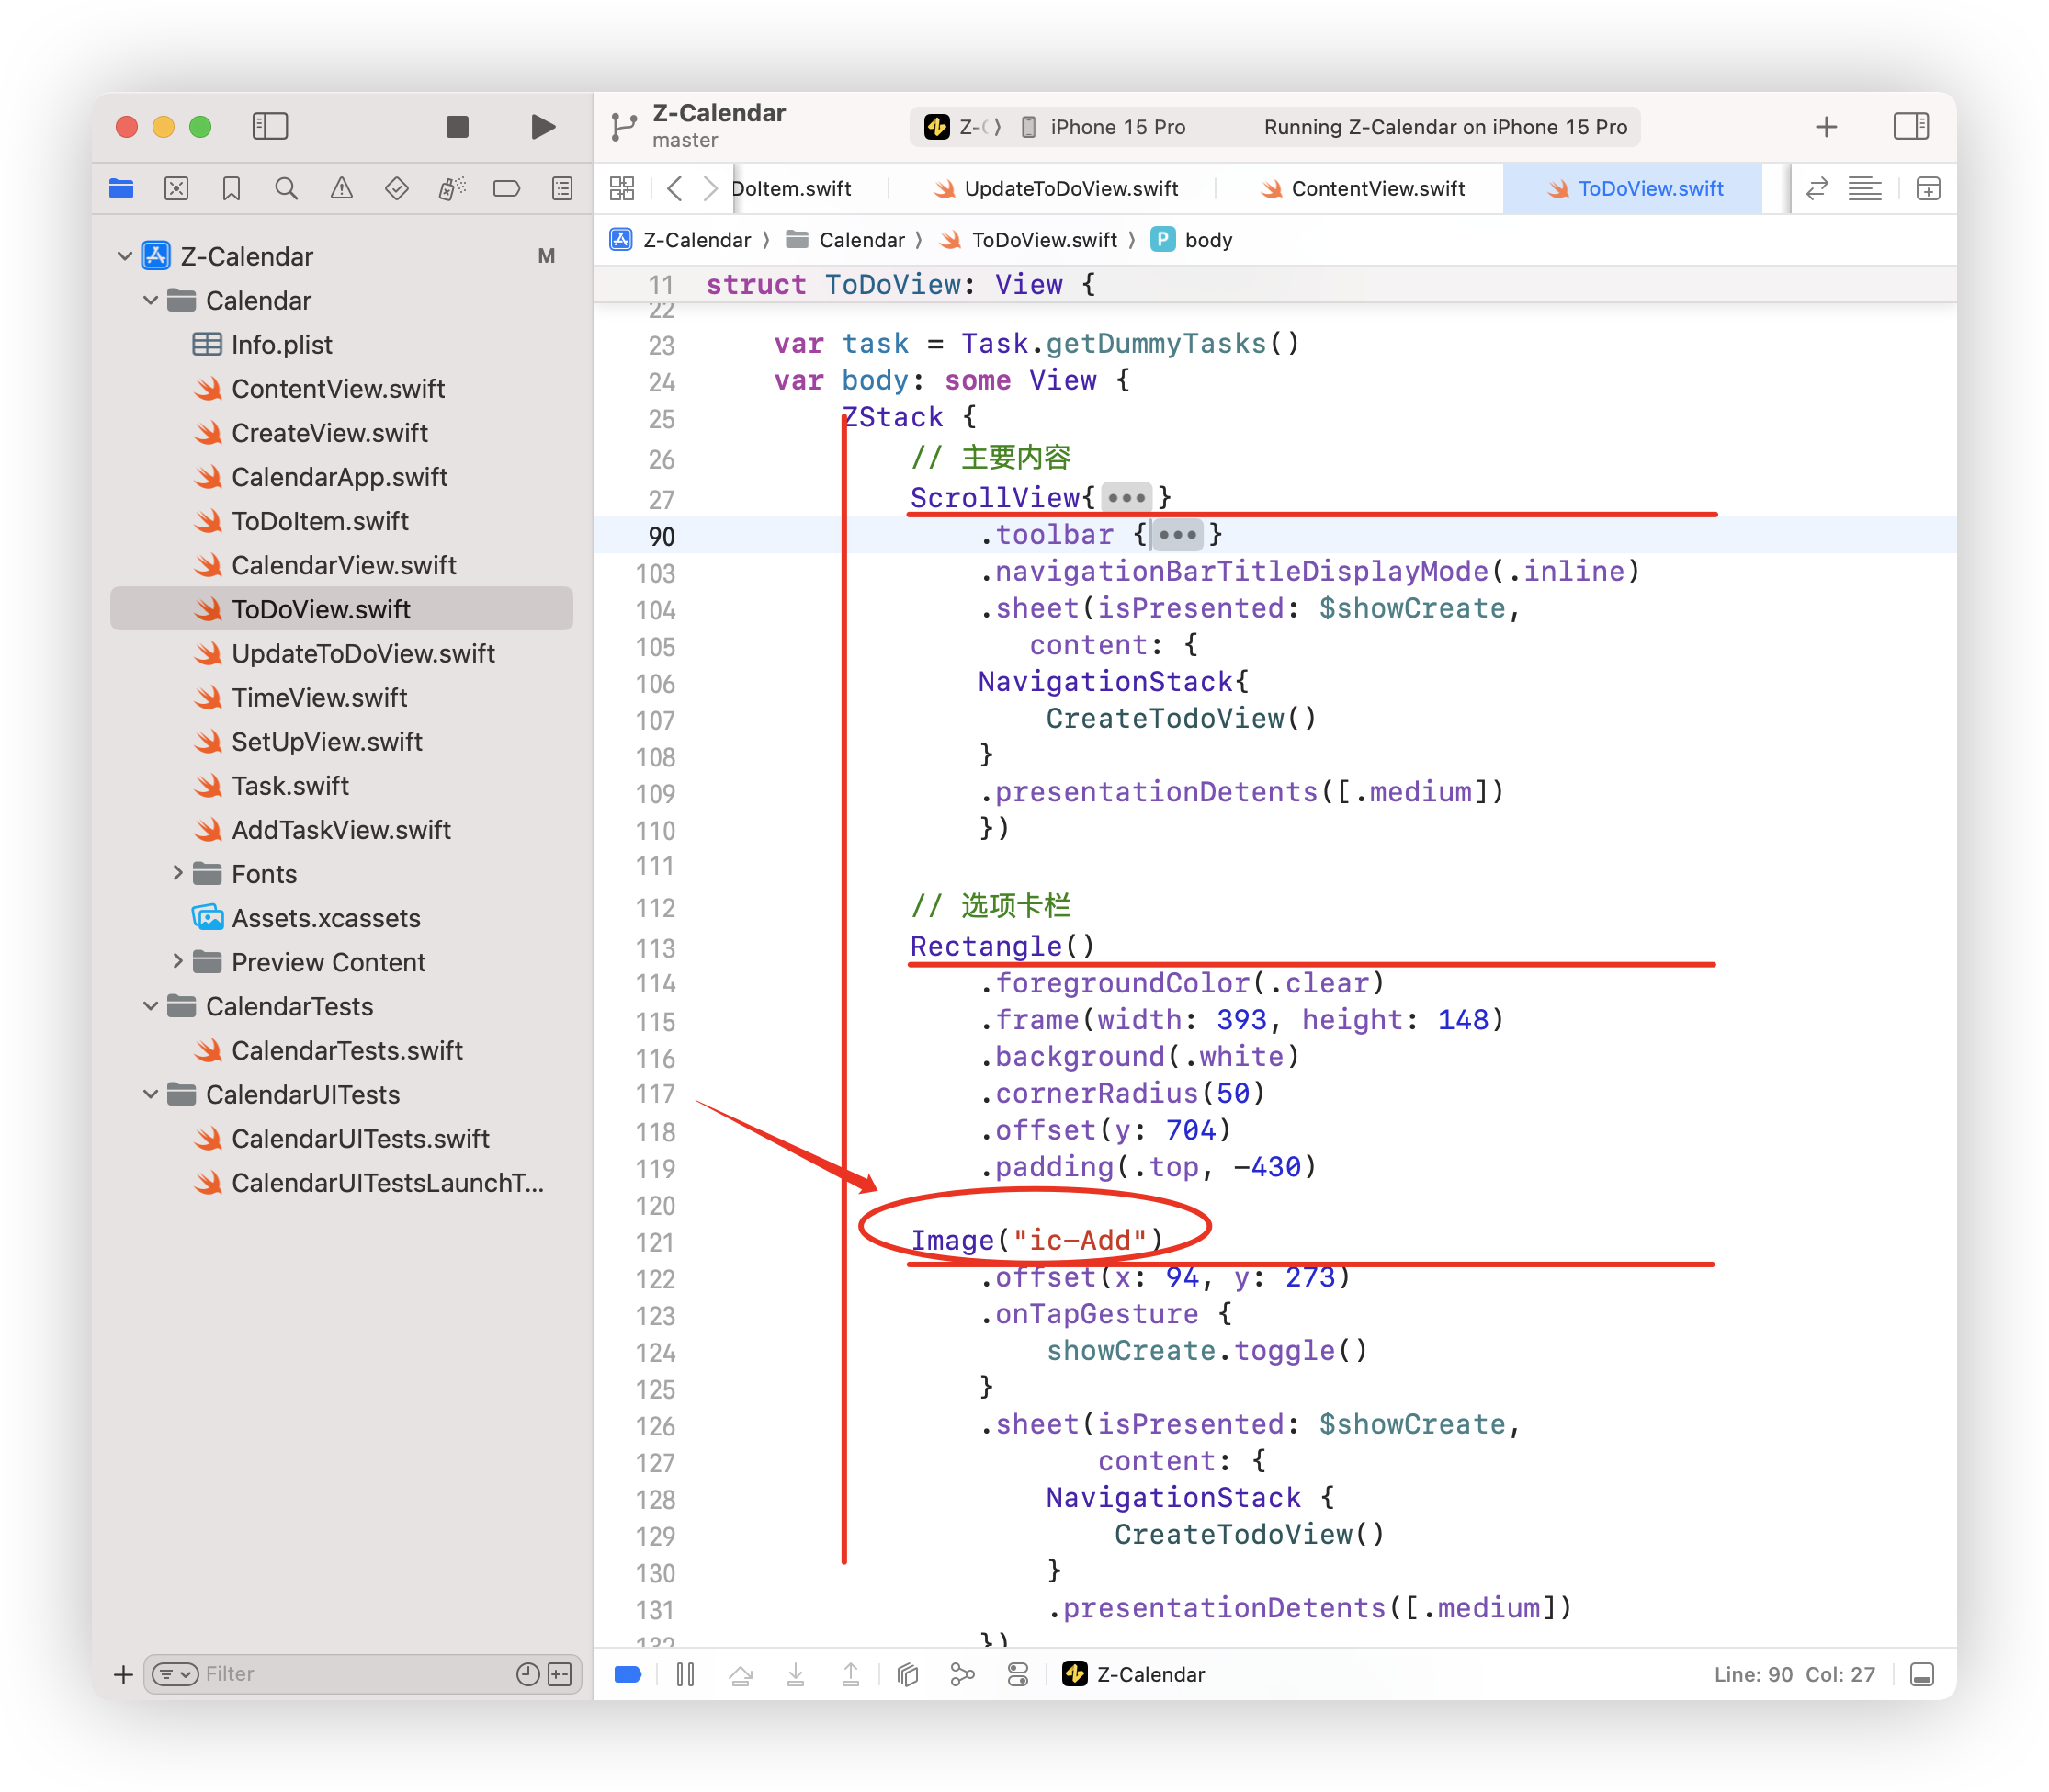 Z-Calendar
master
Z-
iPhone 15 Pro
Running Z-Calendar on iPhone 15 Pro
DoItem.swift
UpdateToDoView.swift
ContentView.swift
ToDoView.swift
Z-Calendar
Calendar
ToDoView.swift
P body
Z-Calendar M
Calendar
Info.plist
ContentView.swift
CreateView.swift
CalendarApp.swift
ToDoItem.swift
CalendarView.swift
ToDoView.swift
UpdateToDoView.swift
TimeView.swift
SetUpView.swift
Task.swift
AddTaskView.swift
Fonts
Assets.xcassets
Preview Content
CalendarTests
CalendarTests.swift
CalendarUITests
CalendarUITests.swift
CalendarUITestsLaunchT...
Filter
11 struct ToDoView: View {
22
23 var task = Task.getDummyTasks()
24 var body: some View {
25 ZStack {
26 // 主要内容
27 ScrollView{•••}
90 .toolbar {•••}
103 .navigationBarTitleDisplayMode(.inline)
104 .sheet(isPresented: $showCreate,
105 content: {
106 NavigationStack{
107 CreateTodoView()
108 }
109 .presentationDetents([.medium])
110 })
111
112 // 选项卡栏
113 Rectangle()
114 .foregroundColor(.clear)
115 .frame(width: 393, height: 148)
116 .background(.white)
117 .cornerRadius(50)
118 .offset(y: 704)
119 .padding(.top, -430)
120
121 Image("ic-Add")
122 .offset(x: 94, y: 273)
123 .onTapGesture {
124 showCreate.toggle()
125 }
126 .sheet(isPresented: $showCreate,
127 content: {
128 NavigationStack {
129 CreateTodoView()
130 }
131 .presentationDetents([.medium])
132 })
Z-Calendar
Line: 90 Col: 27